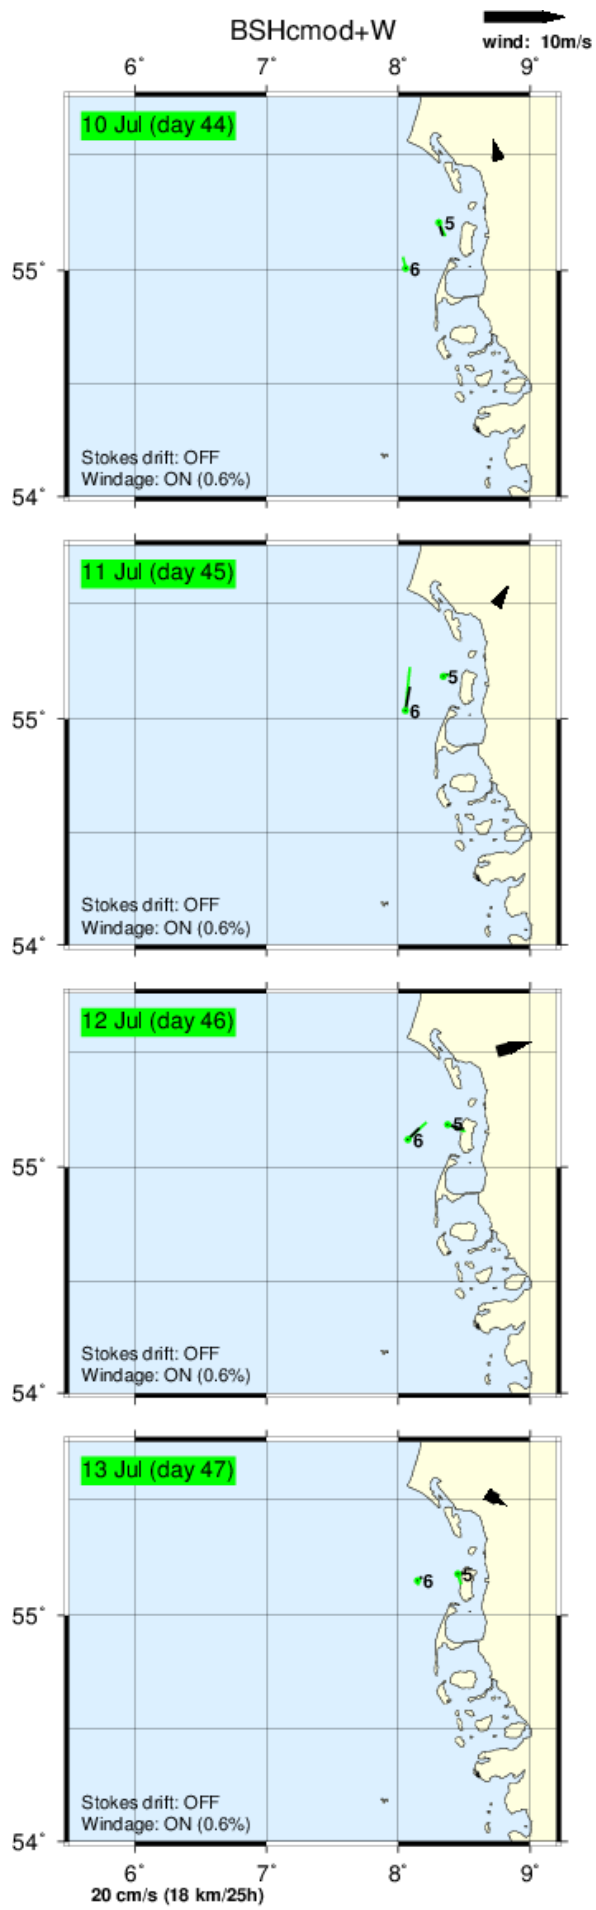 BSHcmod+W
wind: 10m/s
6° 7° 8° 9°
10 Jul (day 44)
5
55°
6
Stokes drift: OFF
Windage: ON (0.6%)
54°
11 Jul (day 45)
5
6
55°
Stokes drift: OFF
Windage: ON (0.6%)
54°
12 Jul (day 46)
5
6
55°
Stokes drift: OFF
Windage: ON (0.6%)
54°
13 Jul (day 47)
5
6
55°
Stokes drift: OFF
Windage: ON (0.6%)
54°
6° 7° 8° 9°
20 cm/s (18 km/25h)